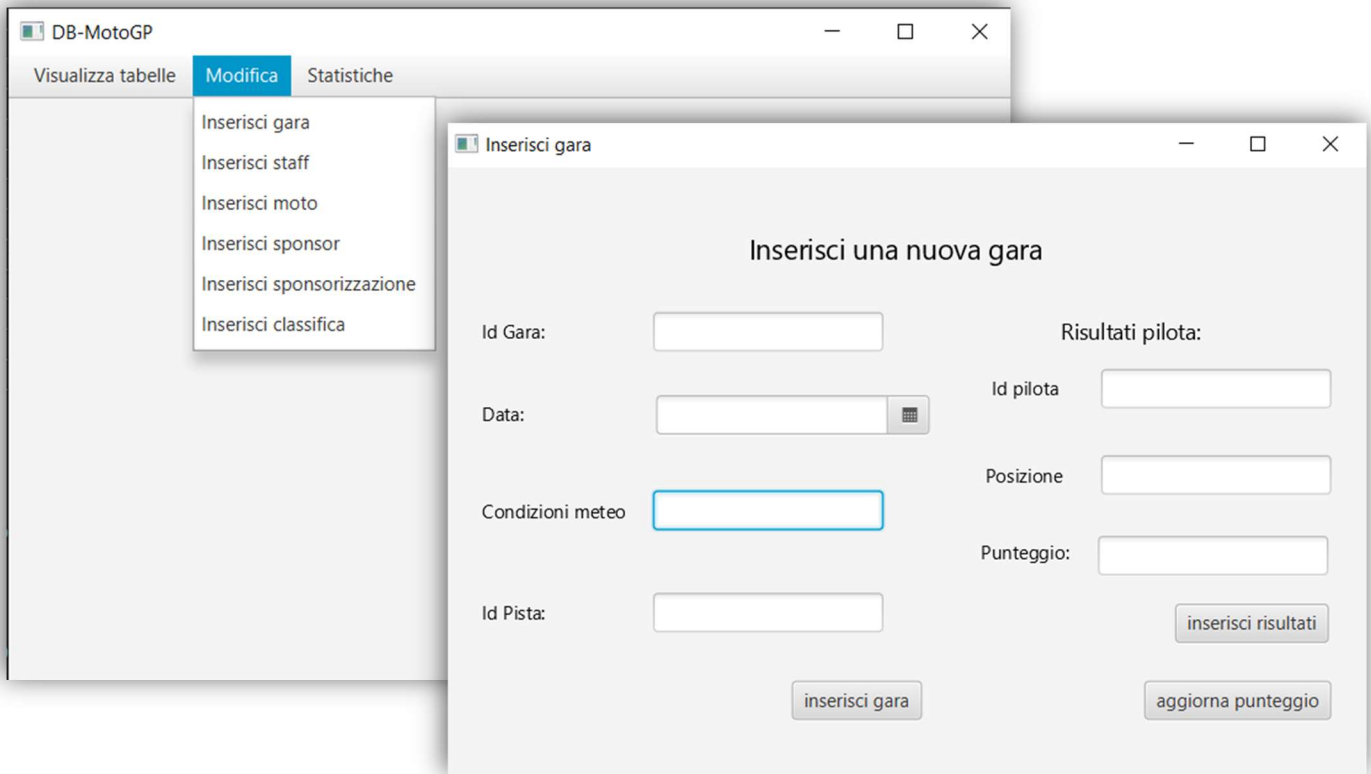 DB-MotoGP
Visualizza tabelle Modifica Statistiche
Inserisci gara
Inserisci staff
Inserisci moto
Inserisci sponsor
Inserisci sponsorizzazione
Inserisci classifica
Inserisci gara
Inserisci una nuova gara
Id Gara:
Data:
Condizioni meteo
Id Pista:
inserisci gara
Risultati pilota:
Id pilota
Posizione
Punteggio:
inserisci risultati
aggiorna punteggio